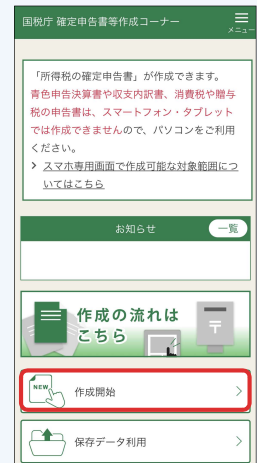 国税庁 確定申告書等作成コーナー
メニュー
「所得税の確定申告書」が作成できます。
青色申告決算書や収支内訳書、消費税や贈与
税の申告書は、スマートフォン・タブレット
では作成できませんので、パソコンをご利用
ください。
> スマホ専用画面で作成可能な対象範囲につ
いてはこちら
お知らせ
一覧
作成の流れは
こちら
NEW
作成開始
保存データ利用